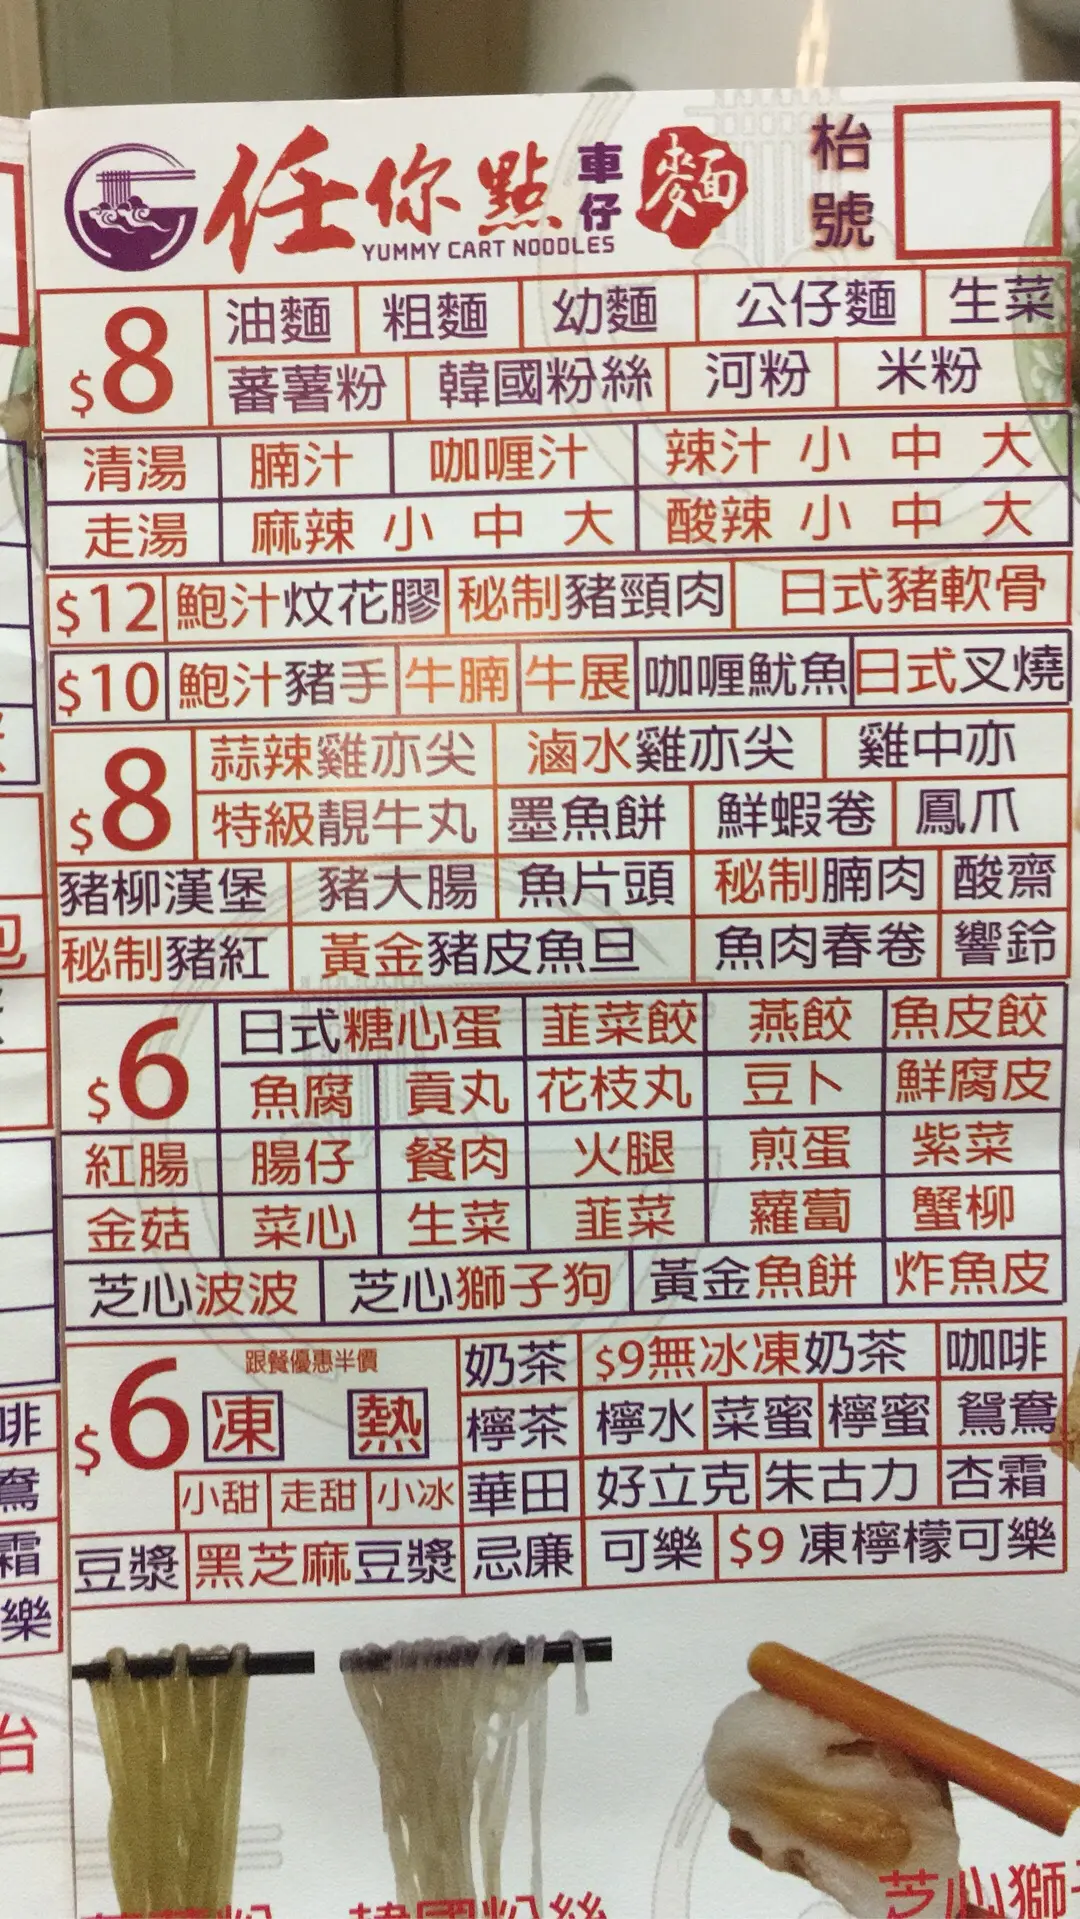 任你點 車仔 麵
YUMMY CART NOODLES
枱號
$8 油麵 粗麵 幼麵 公仔麵 生菜
蕃薯粉 韓國粉絲 河粉 米粉
清湯 腩汁 咖喱汁 辣汁 小 中 大
走湯 麻辣 小 中 大 酸辣 小 中 大
$12 鮑汁炆花膠 秘制豬頸肉 日式豬軟骨
$10 鮑汁豬手 牛腩 牛展 咖喱魷魚 日式叉燒
$8 蒜辣雞亦尖 滷水雞亦尖 雞中亦
特級靚牛丸 墨魚餅 鮮蝦卷 鳳爪
豬柳漢堡 豬大腸 魚片頭 秘制腩肉 酸齋
秘制豬紅 黃金豬皮魚旦 魚肉春卷 響鈴
$6 日式糖心蛋 韮菜餃 燕餃 魚皮餃
魚腐 貢丸 花枝丸 豆卜 鮮腐皮
紅腸 腸仔 餐肉 火腿 煎蛋 紫菜
金菇 菜心 生菜 韮菜 蘿蔔 蟹柳
芝心波波 芝心獅子狗 黃金魚餅 炸魚皮
$6 跟餐優惠半價 奶茶 $9無冰凍奶茶 咖啡
凍 熱 檸茶 檸水 菜蜜 檸蜜 鴛鴦
小甜 走甜 小冰 華田 好立克 朱古力 杏霜
豆漿 黑芝麻豆漿 忌廉 可樂 $9 凍檸檬可樂
韓國粉絲
芝心獅
啡
鴦
霜
樂